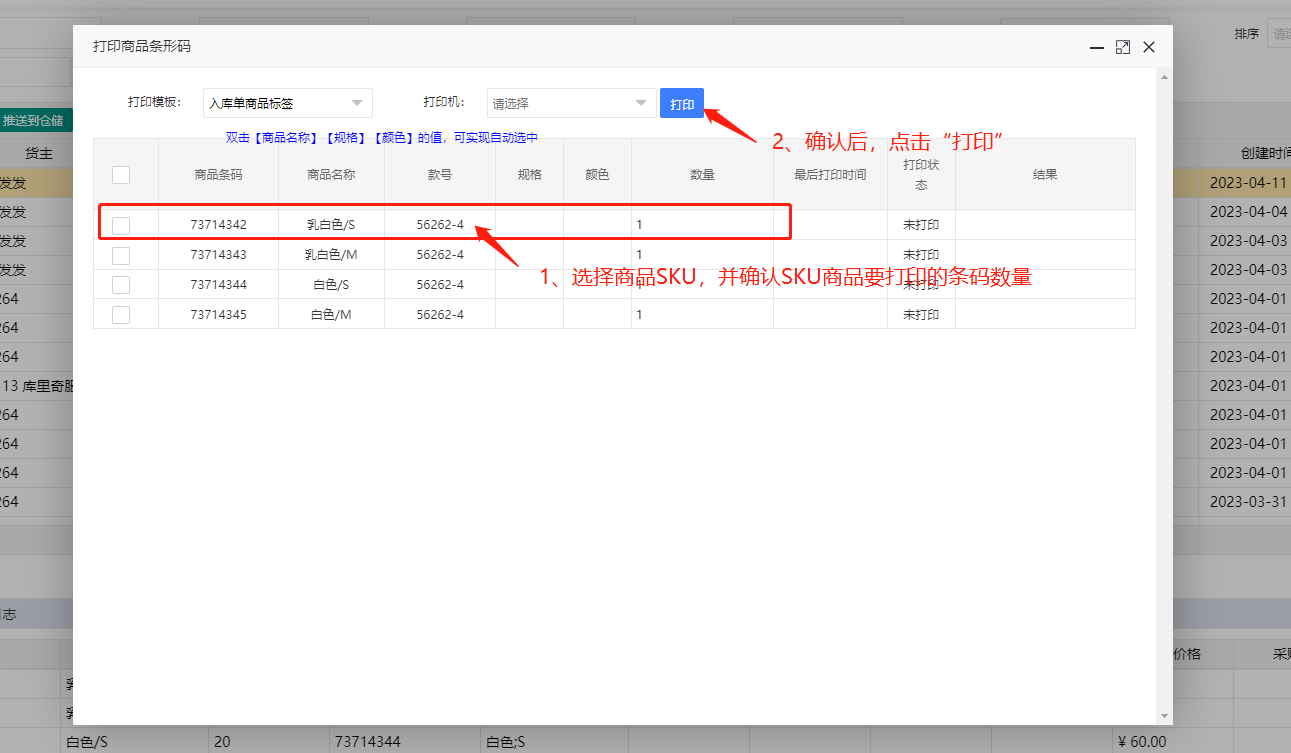 打印商品条形码
排序
打印模板:
入库单商品标签
打印机:
请选择
打印
推送到仓储
双击【商品名称】【规格】【颜色】的值，可实现自动选中
2、确认后，点击“打印”
货主
商品条码
商品名称
款号
规格
颜色
数量
最后打印时间
打印状态
结果
创建时间
发发
2023-04-11
73714342
乳白色/S
56262-4
1
未打印
发发
2023-04-04
73714343
乳白色/M
56262-4
1
未打印
发发
2023-04-03
1、选择商品SKU，并确认SKU商品要打印的条码数量
73714344
白色/S
56262-4
1
未打印
发发
2023-04-03
264
2023-04-01
73714345
白色/M
56262-4
1
未打印
264
2023-04-01
264
2023-04-01
13 库里奇服
2023-04-01
264
2023-04-01
264
2023-04-01
264
2023-04-01
264
2023-03-31
志
价格
白色/S
20
73714344
白色;S
¥ 60.00